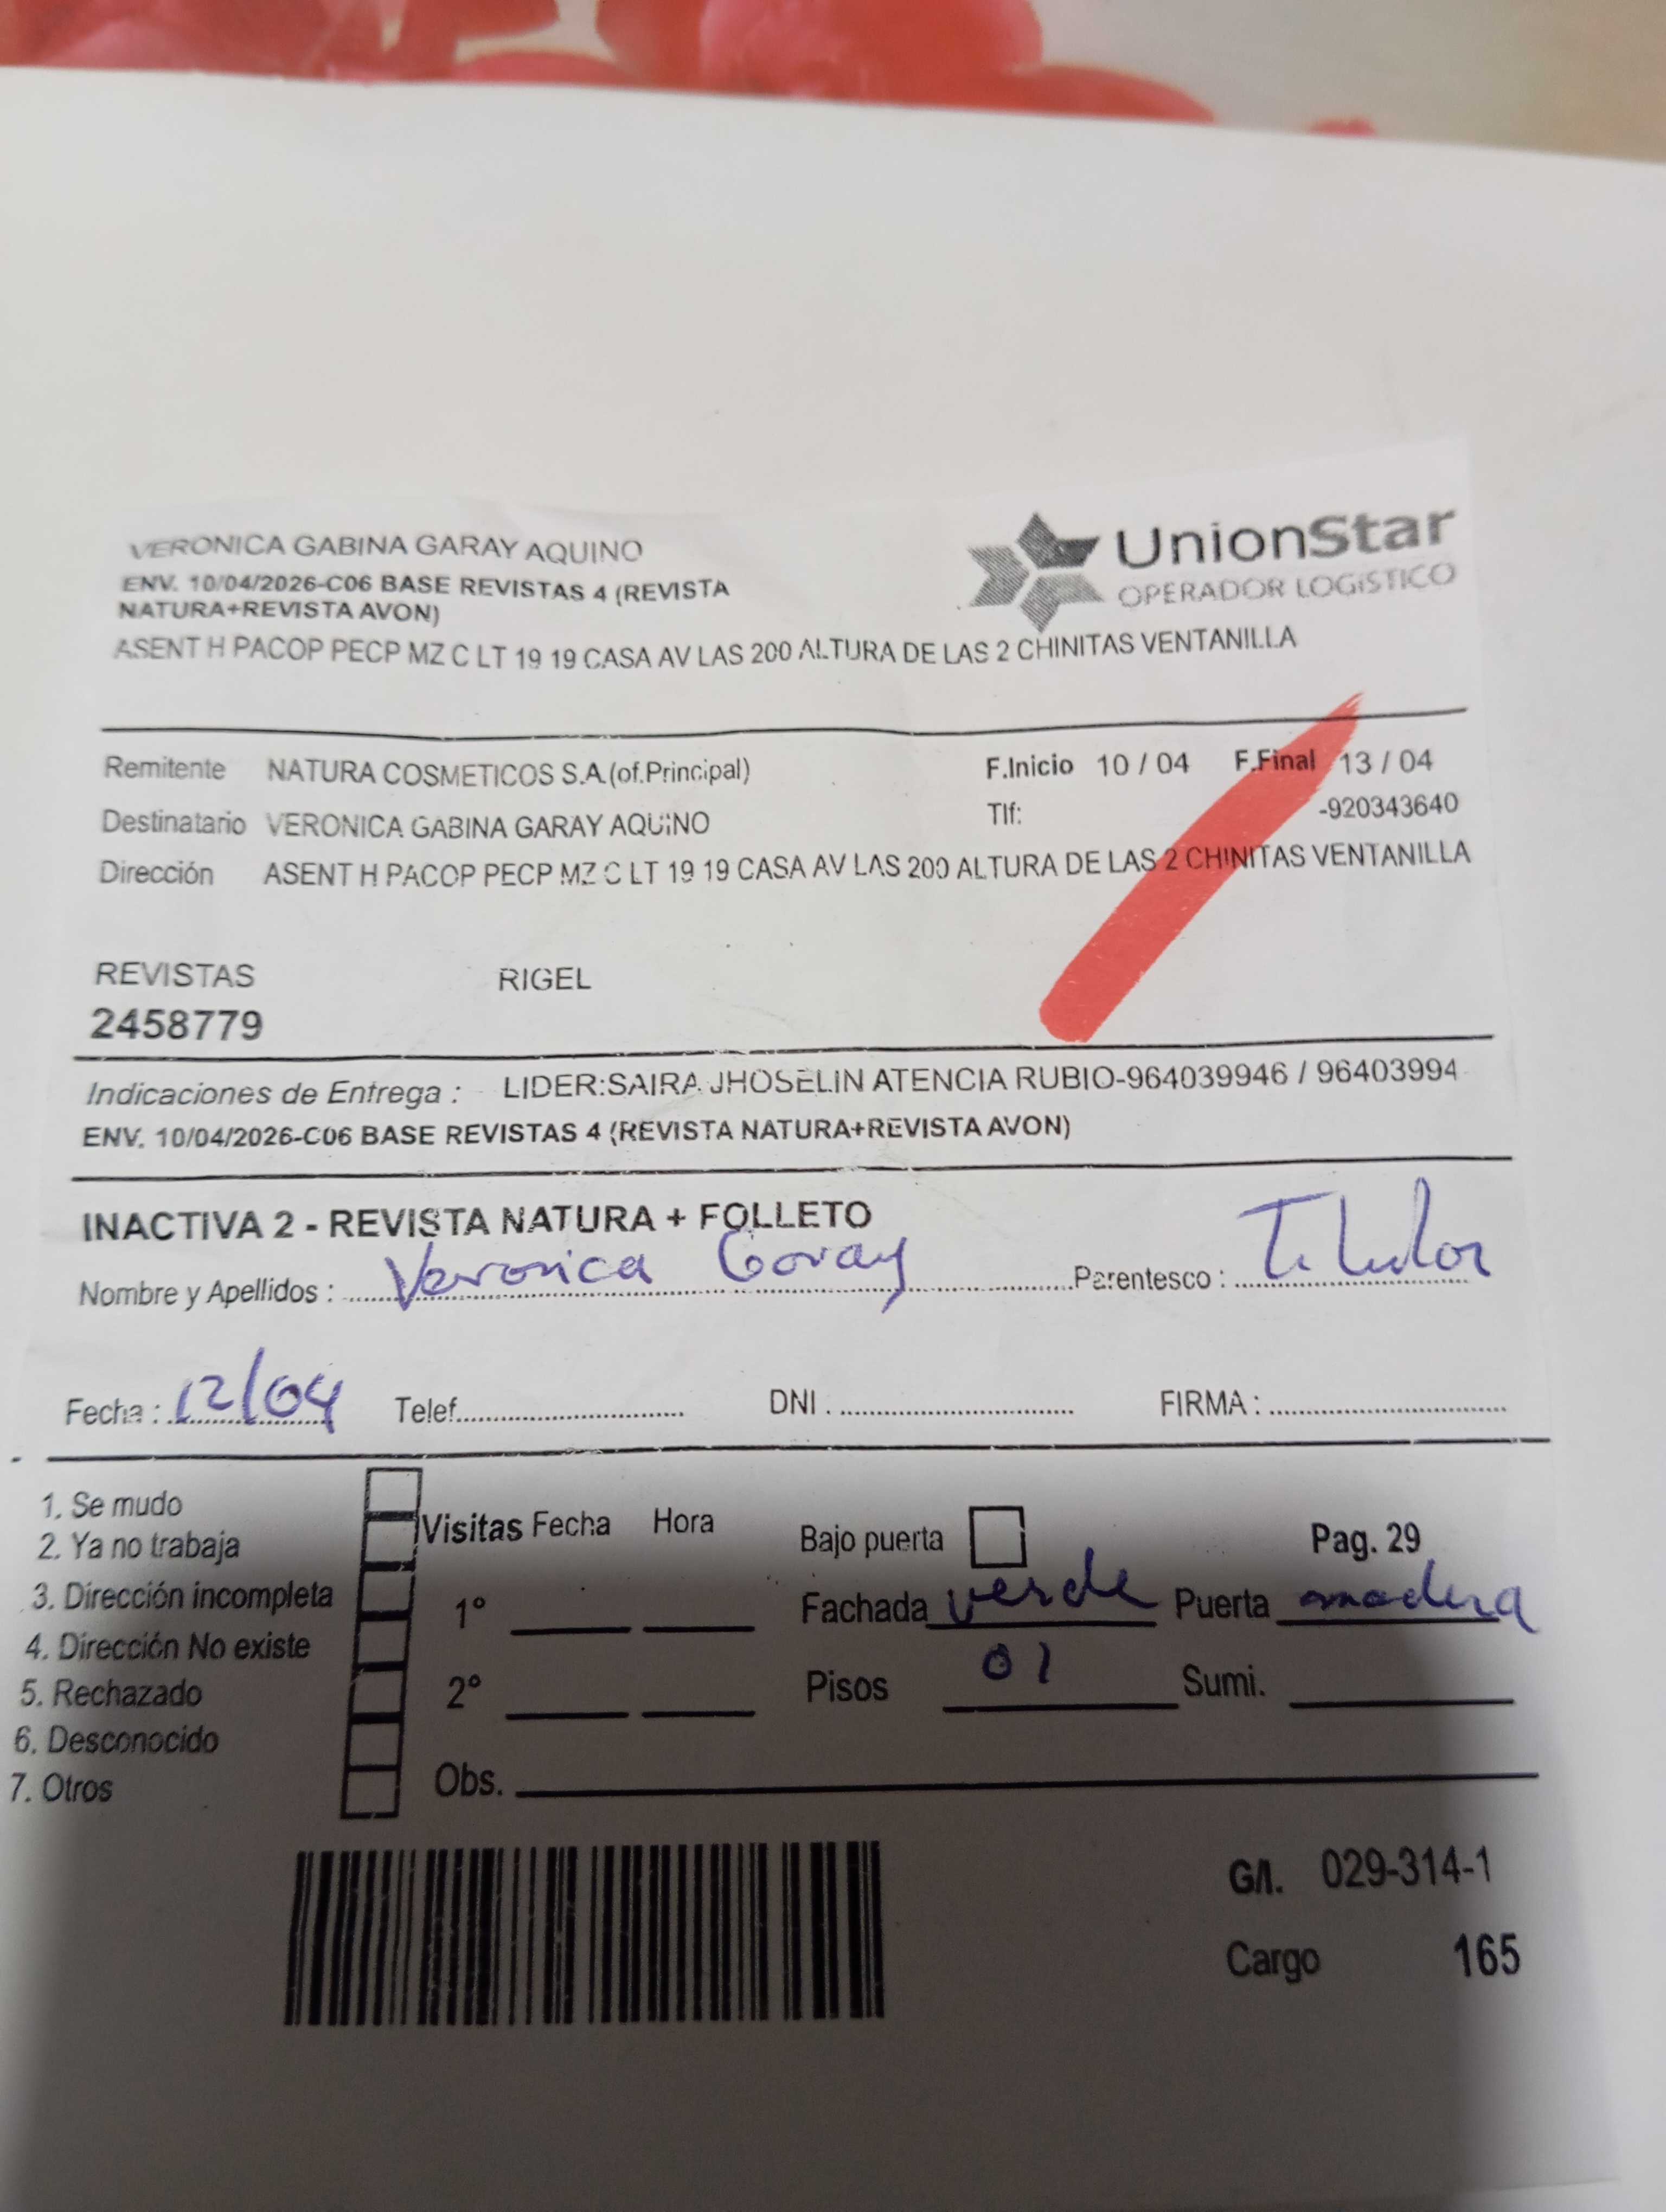 VERONICA GABINA GARAY AQUINO
UnionStar
OPERADOR LOGISTICO
ENV. 10/04/2026-C06 BASE REVISTAS 4 (REVISTA
NATURA+REVISTA AVON)
ASENT H PACOP PECP MZ C LT 19 19 CASA AV LAS 200 ALTURA DE LAS 2 CHINITAS VENTANILLA
Remitente NATURA COSMETICOS S.A.(of.Principal) F.Inicio 10 / 04 F.Final 13 / 04
Destinatario VERONICA GABINA GARAY AQUINO Tlf: -920343640
Dirección ASENT H PACOP PECP MZ C LT 19 19 CASA AV LAS 200 ALTURA DE LAS 2 CHINITAS VENTANILLA
REVISTAS RIGEL
2458779
Indicaciones de Entrega : LIDER:SAIRA JHOSELIN ATENCIA RUBIO-964039946 / 96403994
ENV. 10/04/2026-C06 BASE REVISTAS 4 (REVISTA NATURA+REVISTA AVON)
INACTIVA 2 - REVISTA NATURA + FOLLETO
Nombre y Apellidos : Veronica Garay Parentesco : Titular
Fecha : 12/04 Telef. DNI . FIRMA :
1. Se mudo
2. Ya no trabaja
3. Dirección incompleta
4. Dirección No existe
5. Rechazado
6. Desconocido
7. Otros
Visitas Fecha Hora
1°
2°
Obs.
Bajo puerta Pag. 29
Fachada verde Puerta madera
Pisos 01 Sumi.
G/I. 029-314-1
Cargo 165